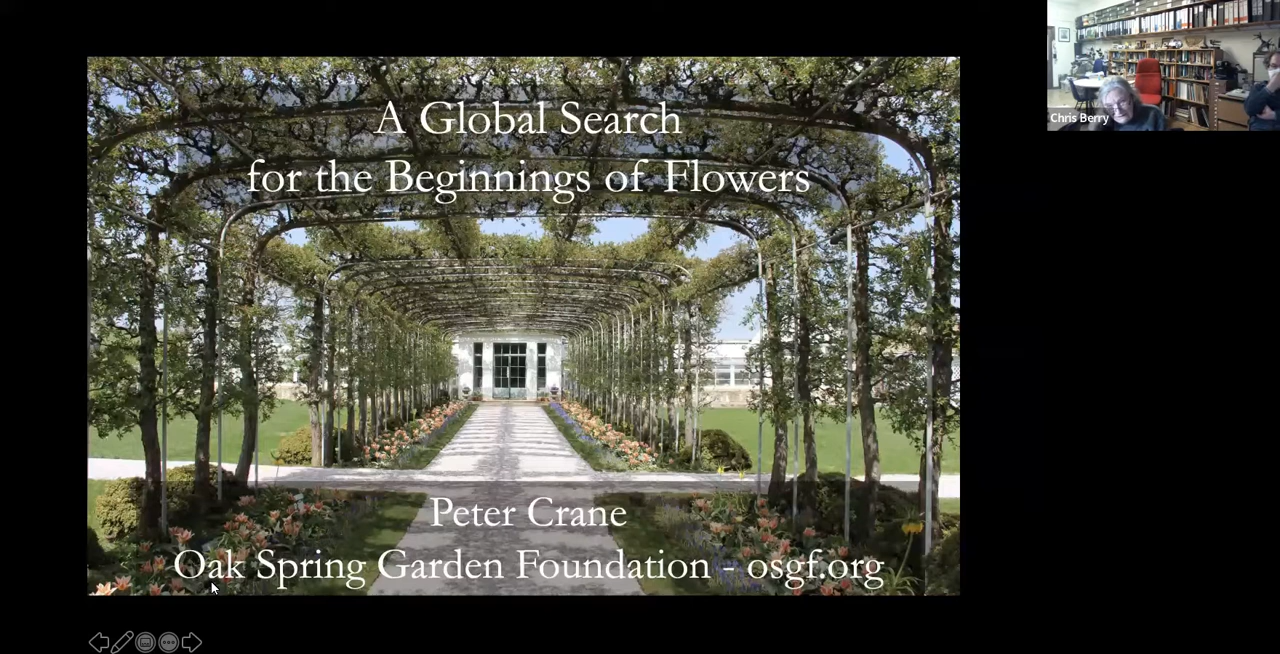 A Global Search
for the Beginnings of Flowers
Chris Berry
Peter Crane
Oak Spring Garden Foundation - osgf.org